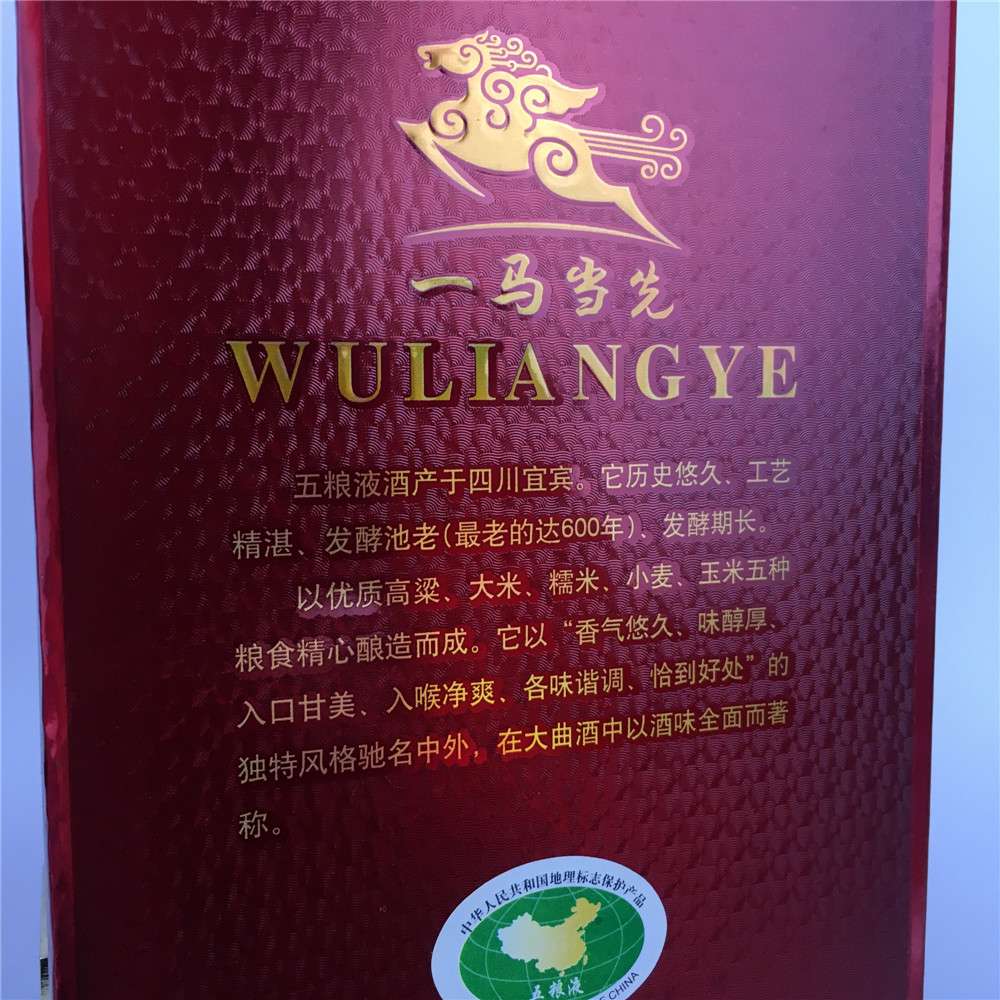 一马当先
WULIANGYE
五粮液酒产于四川宜宾。它历史悠久、工艺
精湛、发酵池老(最老的达600年)、发酵期长。
以优质高粱、大米、糯米、小麦、玉米五种
粮食精心酿造而成。它以“香气悠久、味醇厚、
入口甘美、入喉净爽、各味谐调、恰到好处”的
独特风格驰名中外，在大曲酒中以酒味全面而著
称。
中华人民共和国地理标志保护产品
五粮液
CHINA